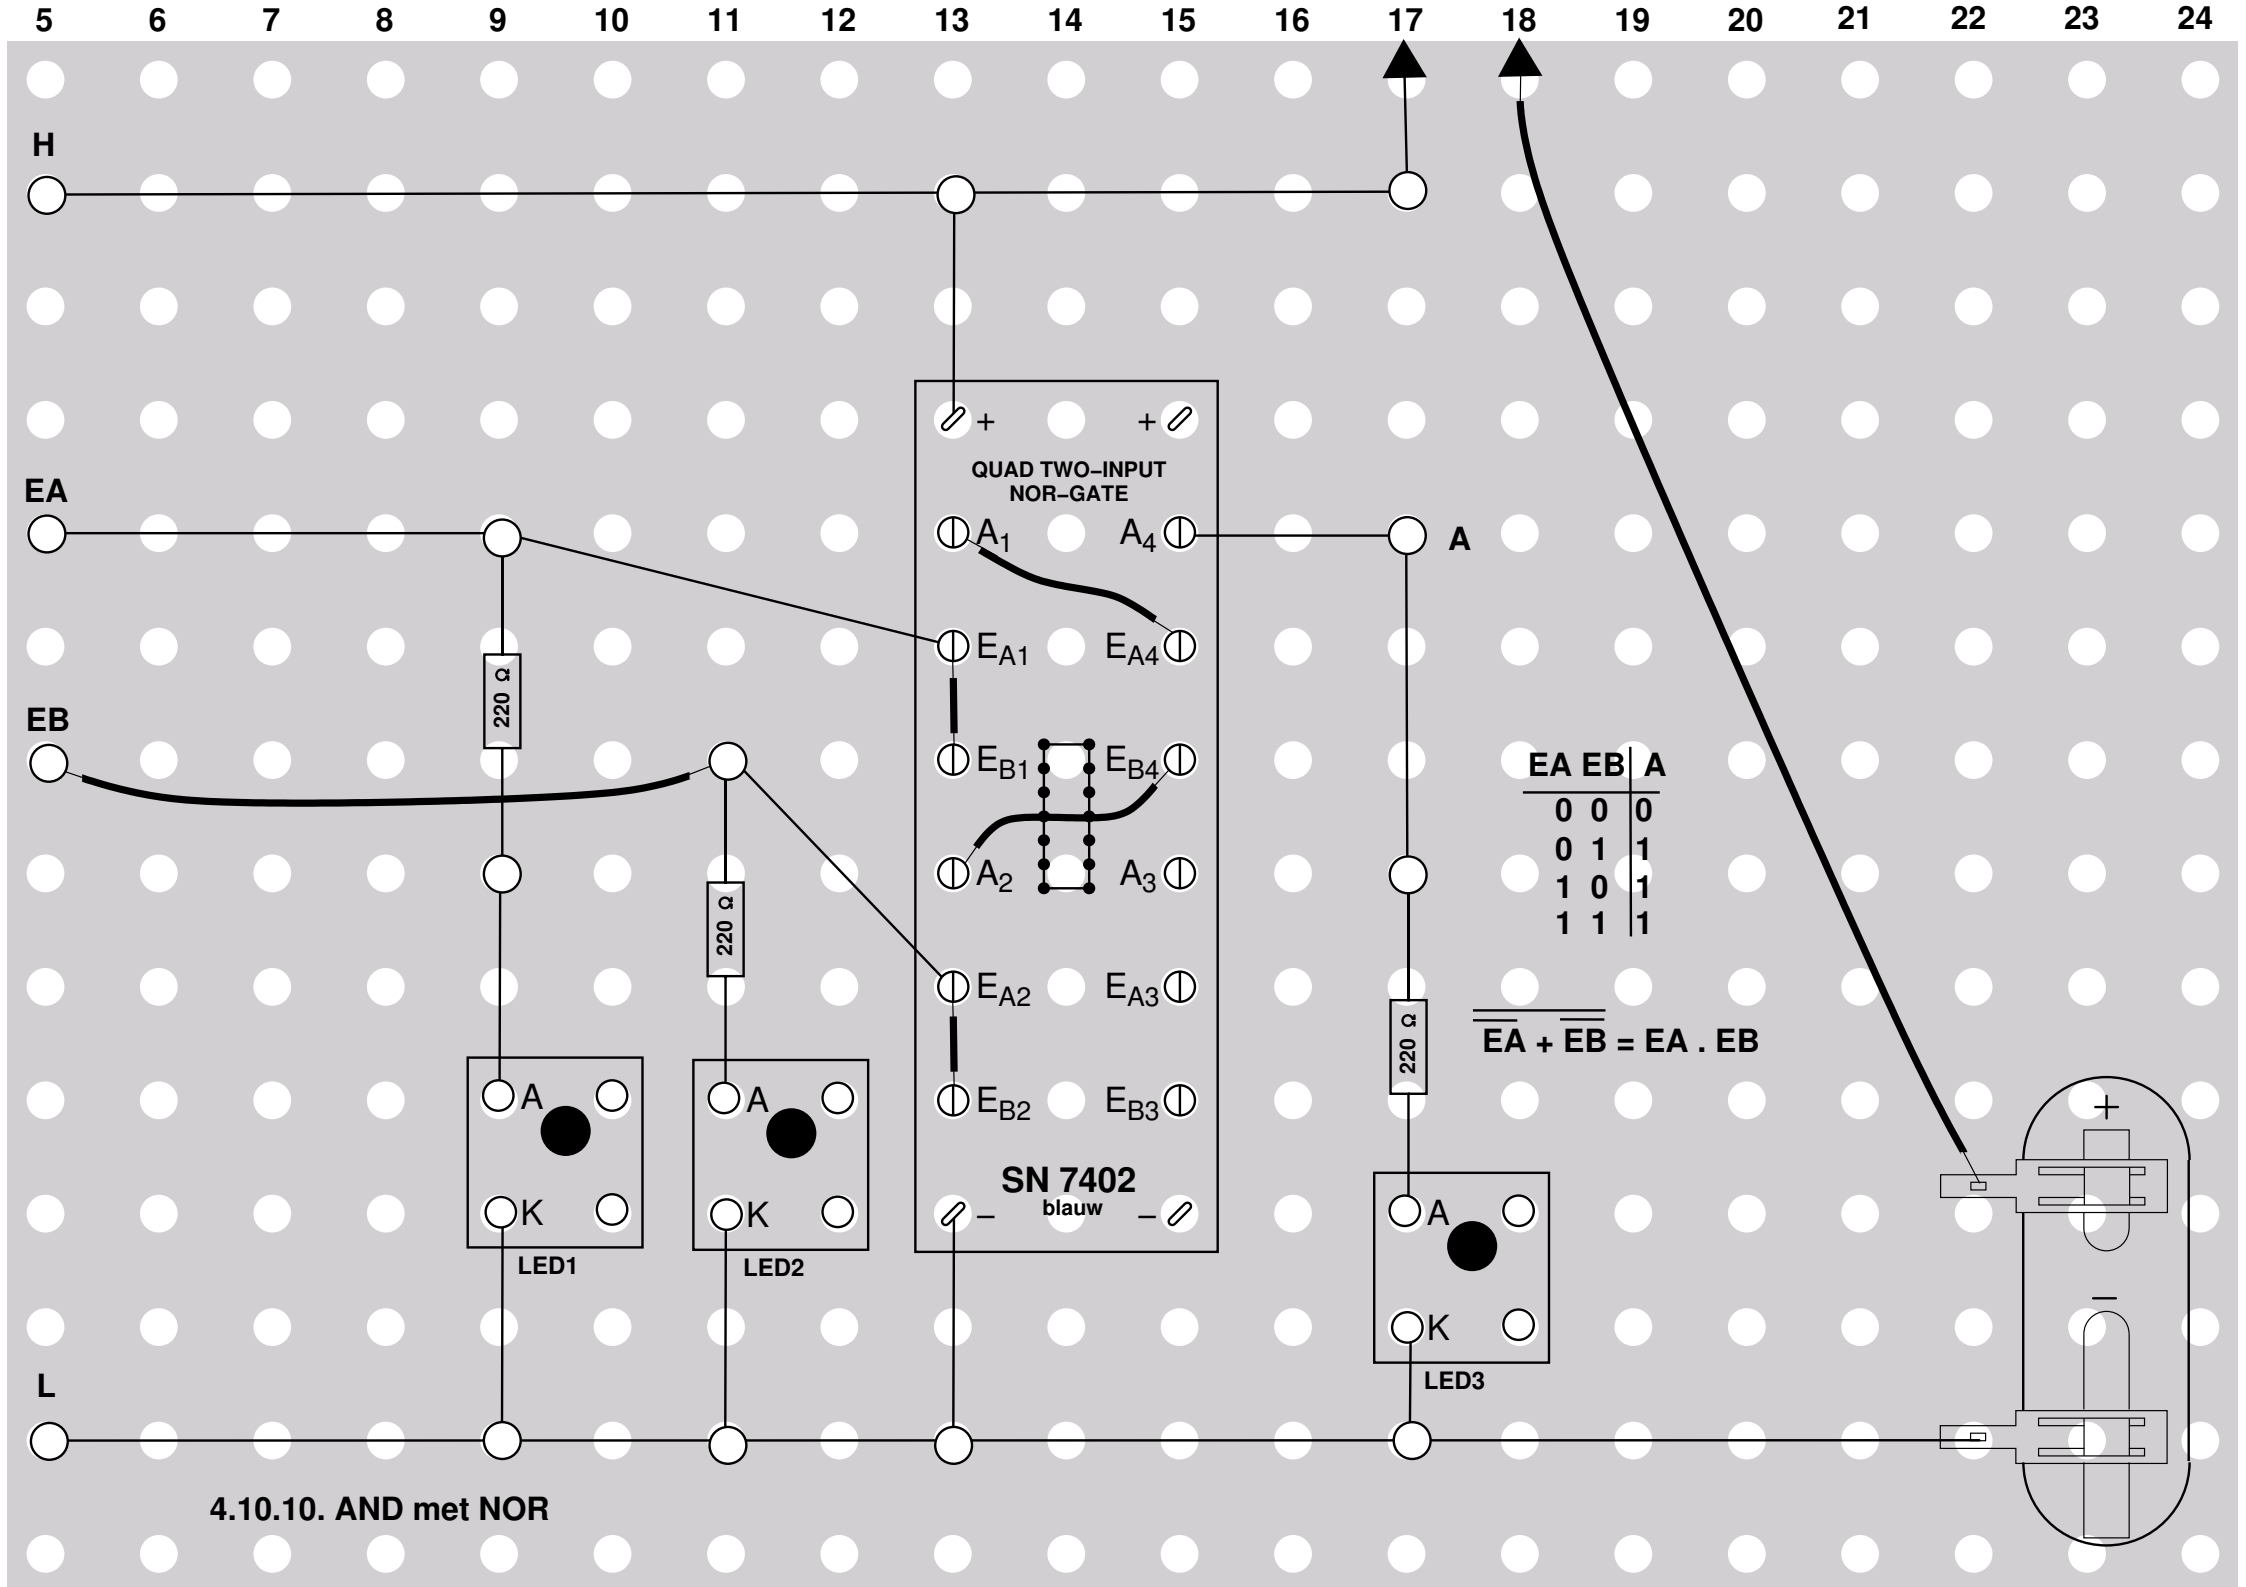 5 6 7 8 9 10 11 12 13 14 15 16 17 18 19 20 21 22 23 24
H
+ +
QUAD TWO–INPUT
NOR–GATE
EA
A1 A4
A
EA1 EA4
220 Ω
EB
EB1 EB4
EA EB A
0 0 0
0 1 1
1 0 1
1 1 1
A2 A3
220 Ω
EA2 EA3
220 Ω
E̅A̅ + E̅B̅ = EA . EB
A
A
EB2 EB3
+
SN 7402
blauw
– –
K
K
A
LED1
LED2
–
K
LED3
L
4.10.10. AND met NOR